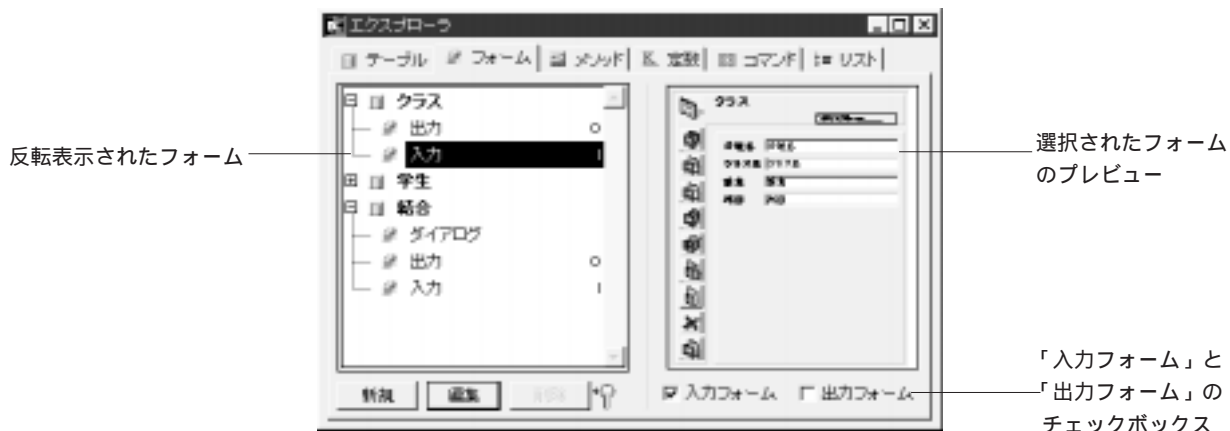 エクスプローラ
テーブル フォーム メソッド 定数 コマンド リスト
クラス
出力 O
入力 I
学生
結合
ダイアログ
出力 O
入力 I
新規 編集 削除
クラス
入力フォーム 出力フォーム
反転表示されたフォーム
選択されたフォーム
のプレビュー
「入力フォーム」と
「出力フォーム」の
チェックボックス